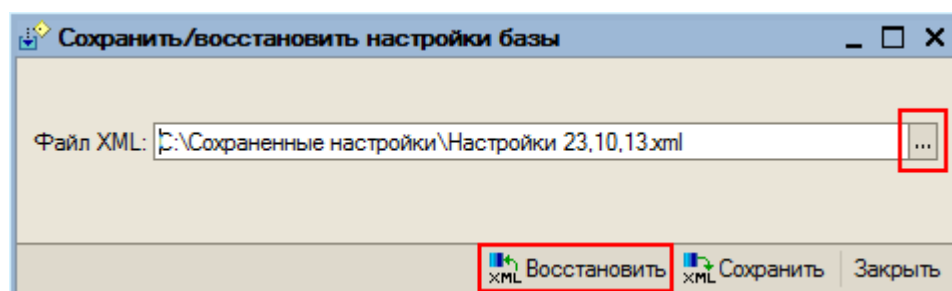 Сохранить/восстановить настройки базы
Файл XML: C:\Сохраненные настройки\Настройки 23,10,13.xml ...
XML Восстановить XML Сохранить Закрыть